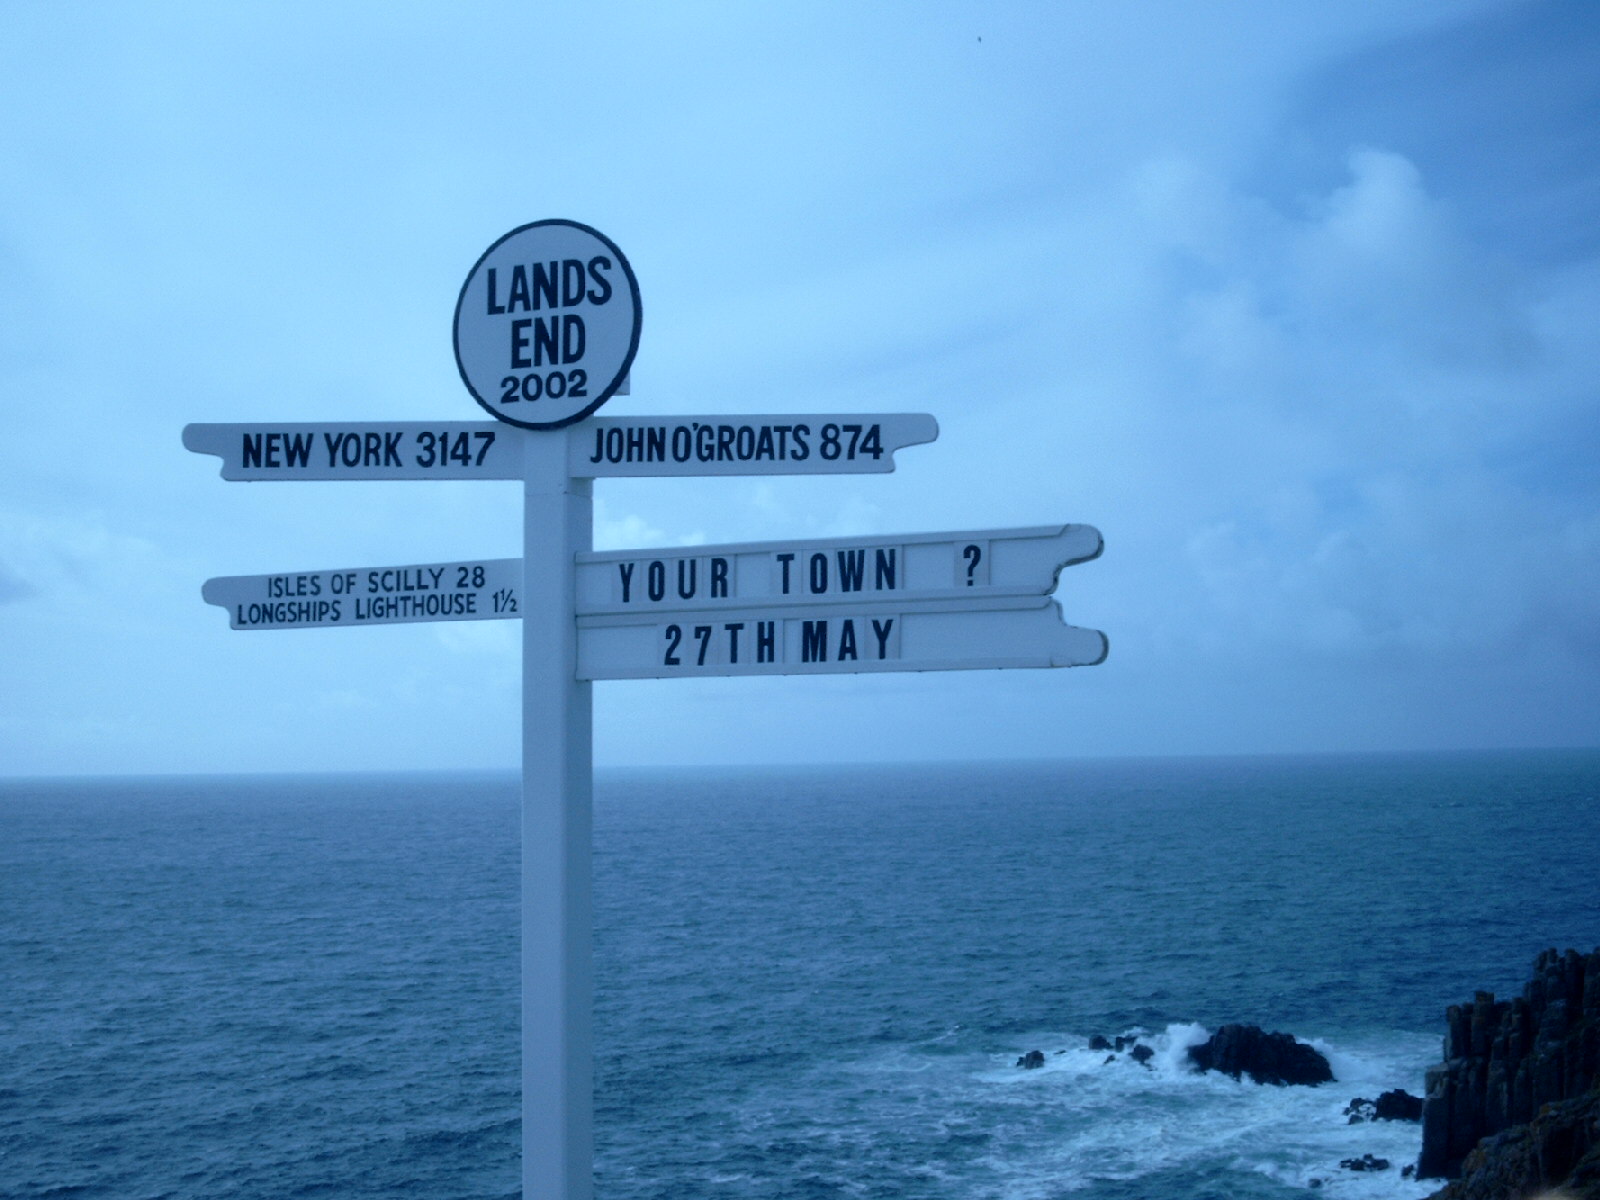 LANDS
END
2002
NEW YORK 3147
JOHN O'GROATS 874
ISLES OF SCILLY 28
LONGSHIPS LIGHTHOUSE 1½
YOUR TOWN ?
27TH MAY